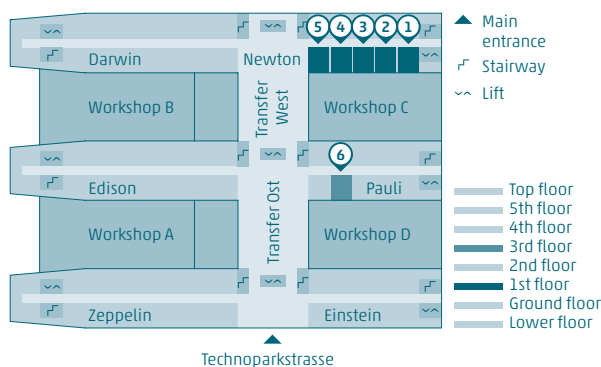 5 4 3 2 1
Darwin
Newton
Workshop B
Transfer
West
Workshop C
6
Edison
Pauli
Workshop A
Transfer Ost
Workshop D
Zeppelin
Einstein
Technoparkstrasse
Main
entrance
Stairway
Lift
Top floor
5th floor
4th floor
3rd floor
2nd floor
1st floor
Ground floor
Lower floor